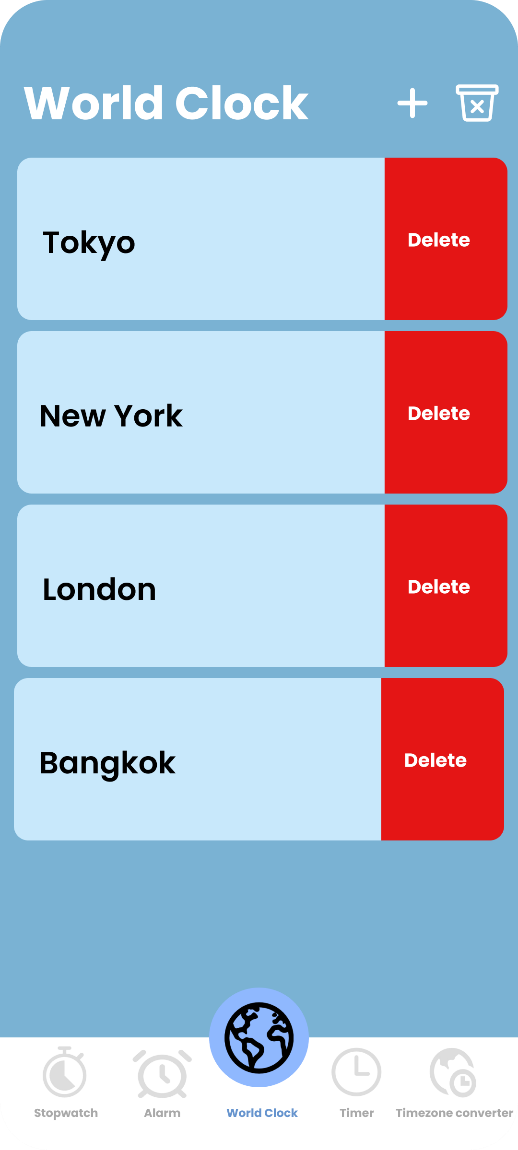 World Clock
Tokyo
Delete
New York
Delete
London
Delete
Bangkok
Delete
Stopwatch
Alarm
World Clock
Timer
Timezone converter